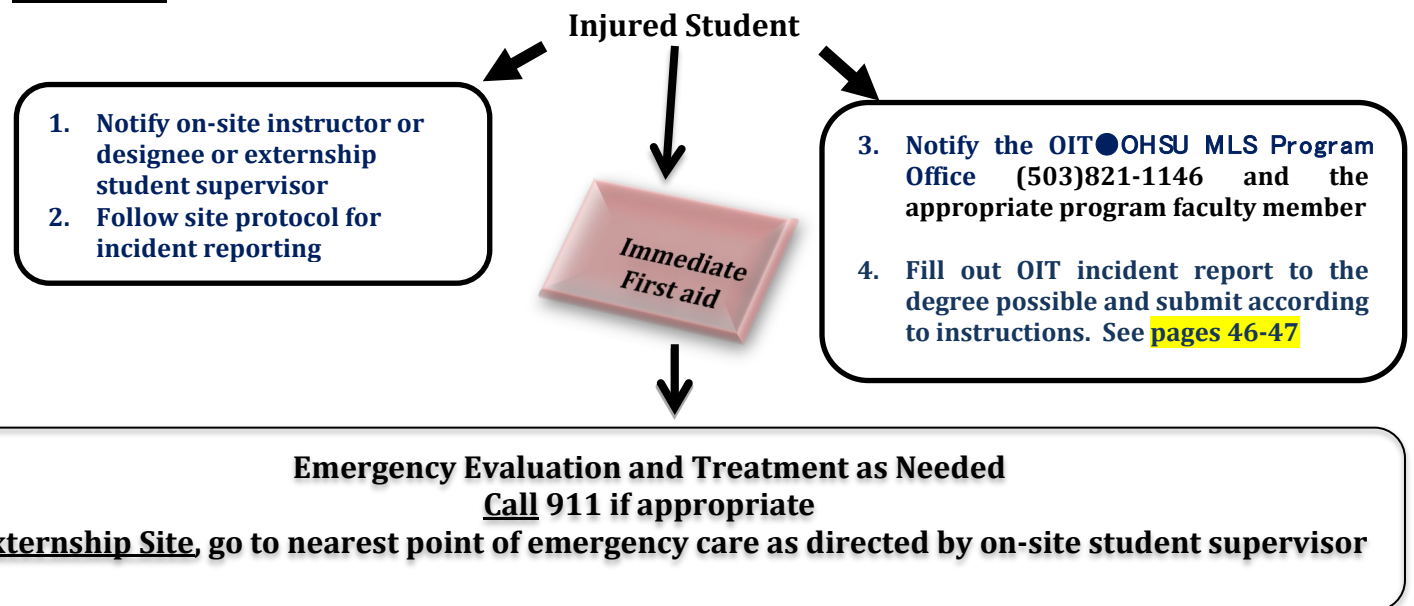 Injured Student
1. Notify on-site instructor or
designee or externship
student supervisor
2. Follow site protocol for
incident reporting
Immediate
First aid
3. Notify the OIT●OHSU MLS Program
Office (503)821-1146 and the
appropriate program faculty member
4. Fill out OIT incident report to the
degree possible and submit according
to instructions. See pages 46-47
Emergency Evaluation and Treatment as Needed
Call 911 if appropriate
Site, go to nearest point of emergency care as directed by on-site student supervisor